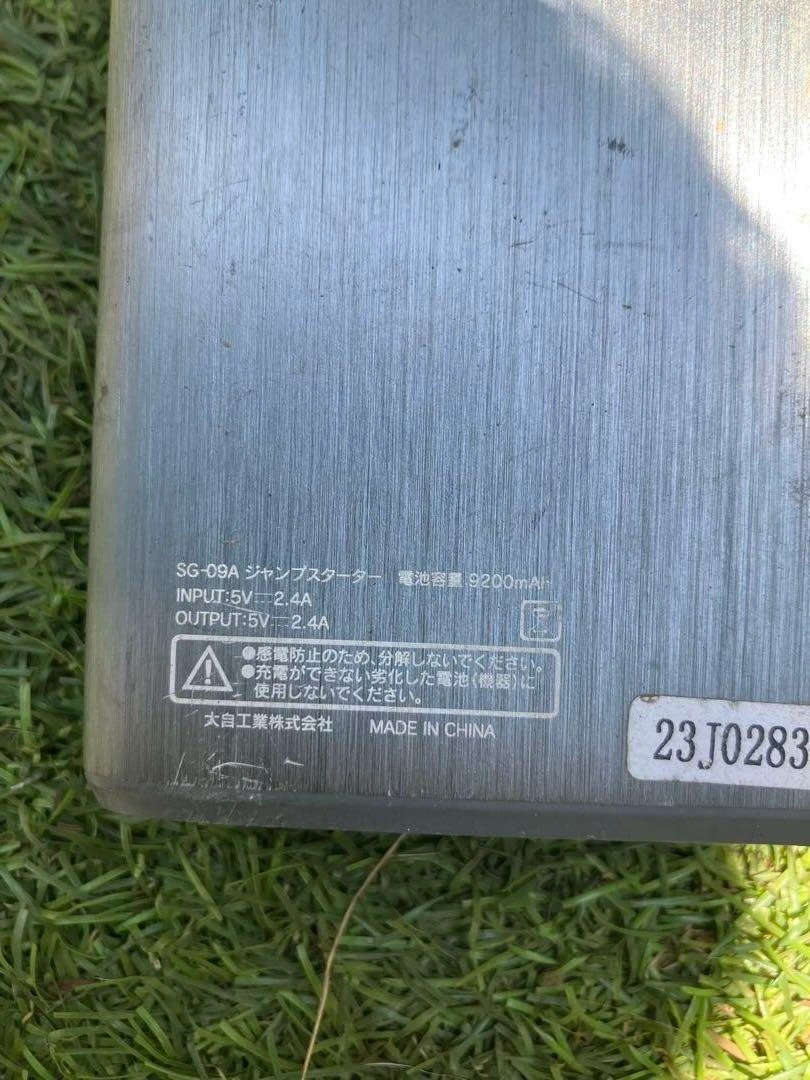 SG-09A ジャンプスターター 電池容量 9200mAh
INPUT:5V⎓2.4A
OUTPUT:5V⎓2.4A
●感電防止のため、分解しないでください。
●充電ができない劣化した電池(機器)に
使用しないでください。
大自工業株式会社 MADE IN CHINA
23J0283